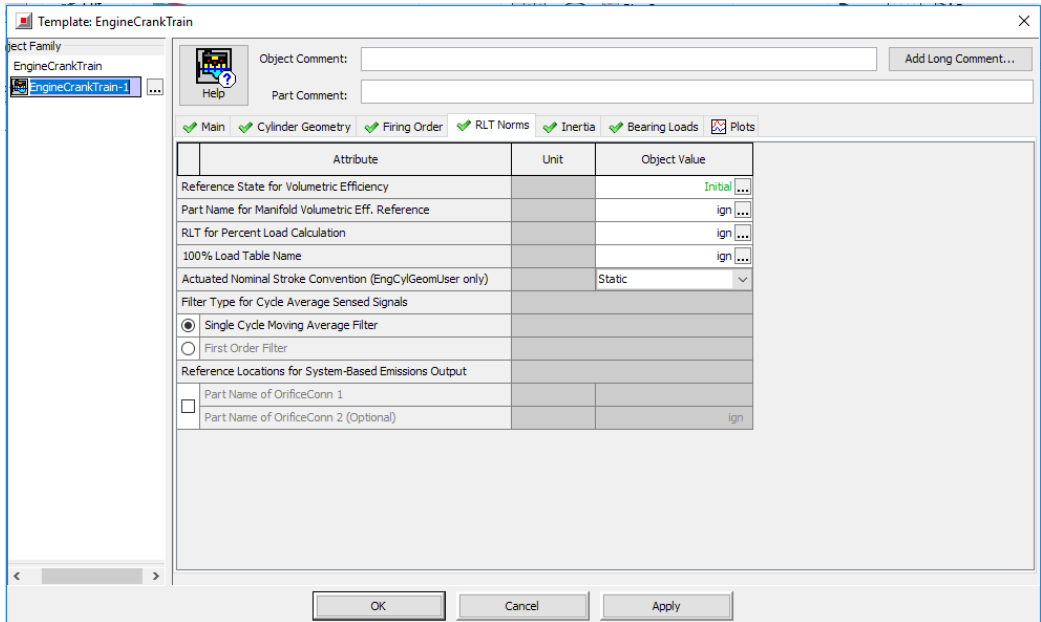 Template: EngineCrankTrain
ject Family
EngineCrankTrain
EngineCrankTrain-1 ...
Help
Object Comment:
Add Long Comment...
Part Comment:
Main Cylinder Geometry Firing Order RLT Norms Inertia Bearing Loads Plots
Attribute Unit Object Value
Reference State for Volumetric Efficiency Initial ...
Part Name for Manifold Volumetric Eff. Reference ign ...
RLT for Percent Load Calculation ign ...
100% Load Table Name ign ...
Actuated Nominal Stroke Convention (EngCylGeomUser only) Static
Filter Type for Cycle Average Sensed Signals
Single Cycle Moving Average Filter
First Order Filter
Reference Locations for System-Based Emissions Output
Part Name of OrificeConn 1
Part Name of OrificeConn 2 (Optional) ign
OK Cancel Apply